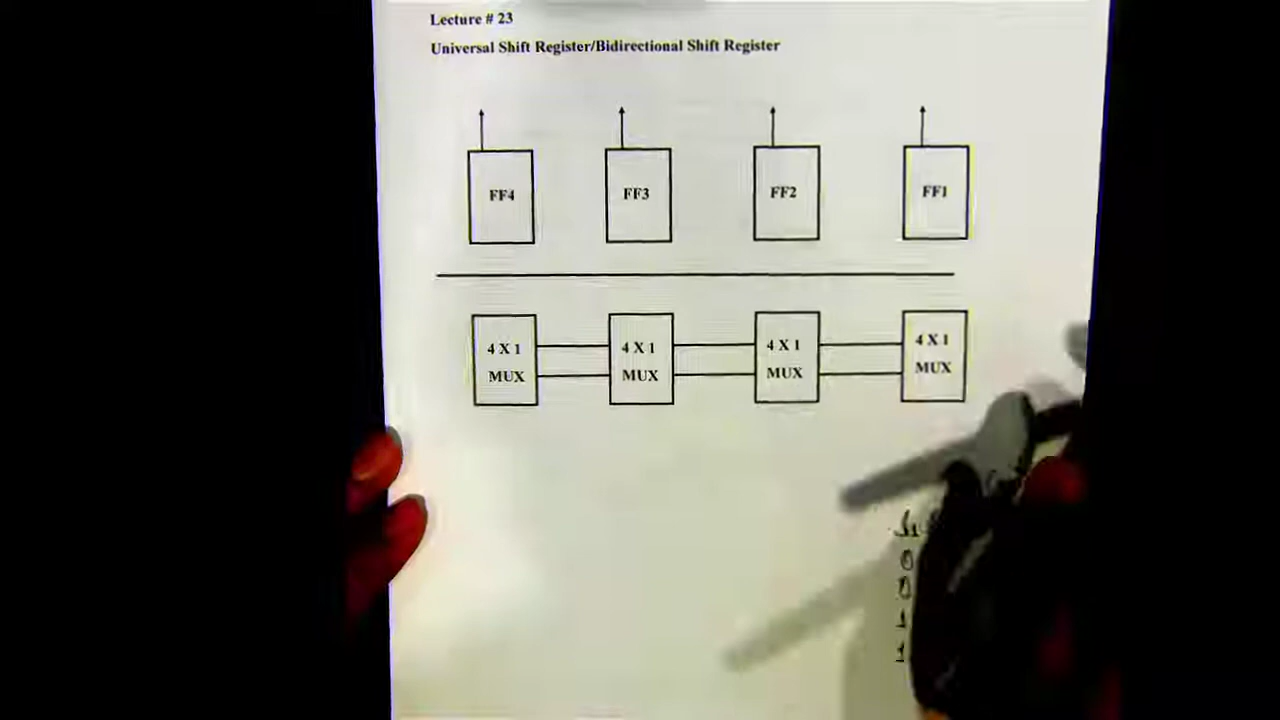 Lecture # 23
Universal Shift Register/Bidirectional Shift Register
FF4 FF3 FF2 FF1
4 X 1 4 X 1 4 X 1 4 X 1
MUX MUX MUX MUX
0
0
1
1